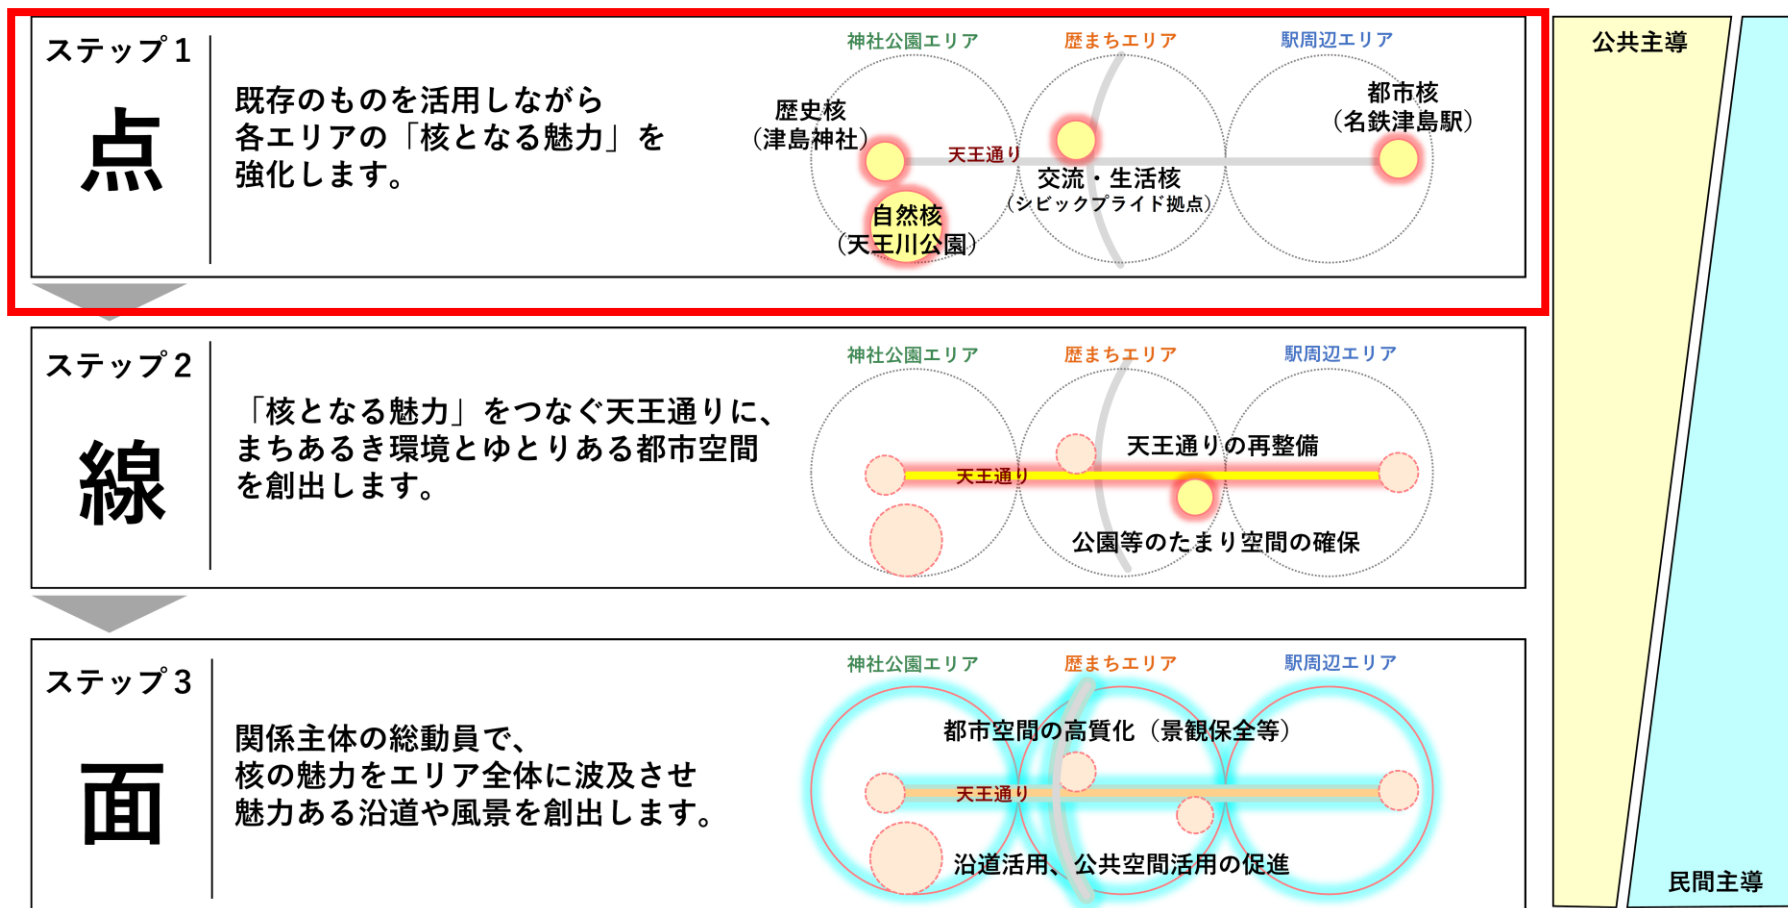 ステップ1
点
既存のものを活用しながら
各エリアの「核となる魅力」を
強化します。
神社公園エリア
歴まちエリア
駅周辺エリア
歴史核
（津島神社）
都市核
（名鉄津島駅）
天王通り
交流・生活核
（シビックプライド拠点）
自然核
（天王川公園）
公共主導
ステップ2
線
「核となる魅力」をつなぐ天王通りに、
まちあるき環境とゆとりある都市空間
を創出します。
神社公園エリア
歴まちエリア
駅周辺エリア
天王通りの再整備
天王通り
公園等のたまり空間の確保
ステップ3
面
関係主体の総動員で、
核の魅力をエリア全体に波及させ
魅力ある沿道や風景を創出します。
神社公園エリア
歴まちエリア
駅周辺エリア
都市空間の高質化（景観保全等）
天王通り
沿道活用、公共空間活用の促進
民間主導